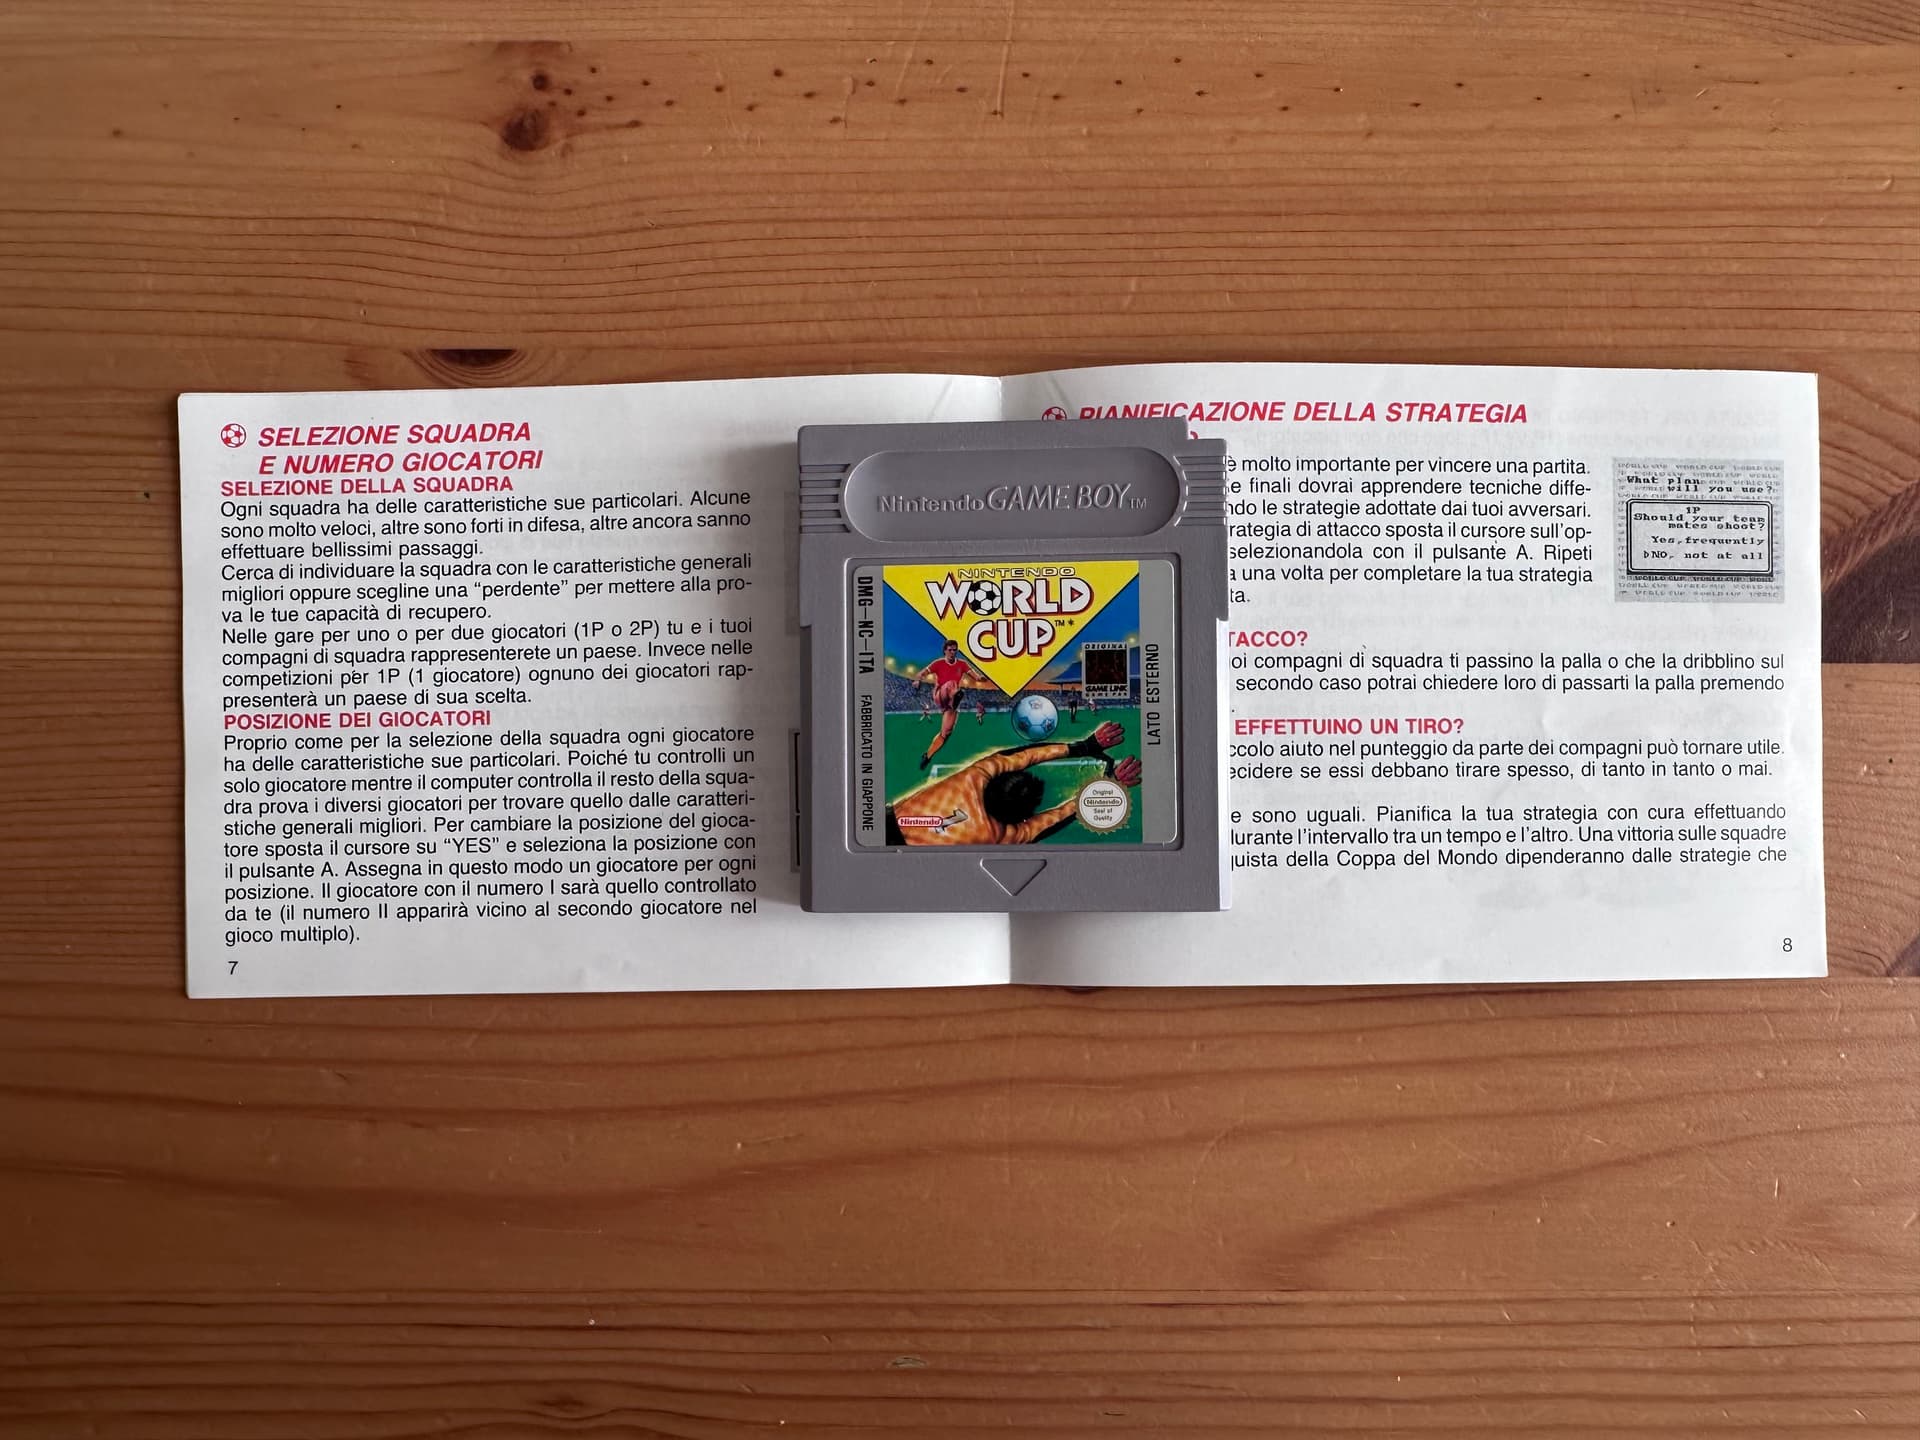 SELEZIONE SQUADRA
E NUMERO GIOCATORI
SELEZIONE DELLA SQUADRA
Ogni squadra ha delle caratteristiche sue particolari. Alcune
sono molto veloci, altre sono forti in difesa, altre ancora sanno
effettuare bellissimi passaggi.
Cerca di individuare la squadra con le caratteristiche generali
migliori oppure scegline una “perdente” per mettere alla pro-
va le tue capacità di recupero.
Nelle gare per uno o per due giocatori (1P o 2P) tu e i tuoi
compagni di squadra rappresenterete un paese. Invece nelle
competizioni per 1P (1 giocatore) ognuno dei giocatori rap-
presenterà un paese di sua scelta.
POSIZIONE DEI GIOCATORI
Proprio come per la selezione della squadra ogni giocatore
ha delle caratteristiche sue particolari. Poiché tu controlli un
solo giocatore mentre il computer controlla il resto della squa-
dra prova i diversi giocatori per trovare quello dalle caratteri-
stiche generali migliori. Per cambiare la posizione del gioca-
tore sposta il cursore su “YES” e seleziona la posizione con
il pulsante A. Assegna in questo modo un giocatore per ogni
posizione. Il giocatore con il numero I sarà quello controllato
da te (il numero II apparirà vicino al secondo giocatore nel
gioco multiplo).
7
Nintendo GAME BOY TM
DMG-NC-ITA
FABBRICATO IN GIAPPONE
NINTENDO
WORLD
CUP™*
ORIGINAL
GAME LINK
GAME PAK
LATO ESTERNO
Nintendo
Original
Nintendo
Seal of
Quality
PIANIFICAZIONE DELLA STRATEGIA
è molto importante per vincere una partita.
e finali dovrai apprendere tecniche diffe-
ndo le strategie adottate dai tuoi avversari.
rategia di attacco sposta il cursore sull’op-
selezionandola con il pulsante A. Ripeti
a una volta per completare la tua strategia
ta.
What plan
will you use?
1P
Should your team
mates shoot?
Yes, frequently
NO, not at all
TACCO?
oi compagni di squadra ti passino la palla o che la dribblino sul
secondo caso potrai chiedere loro di passarti la palla premendo
EFFETTUINO UN TIRO?
ccolo aiuto nel punteggio da parte dei compagni può tornare utile.
ecidere se essi debbano tirare spesso, di tanto in tanto o mai.
e sono uguali. Pianifica la tua strategia con cura effettuando
durante l’intervallo tra un tempo e l’altro. Una vittoria sulle squadre
quista della Coppa del Mondo dipenderanno dalle strategie che
8